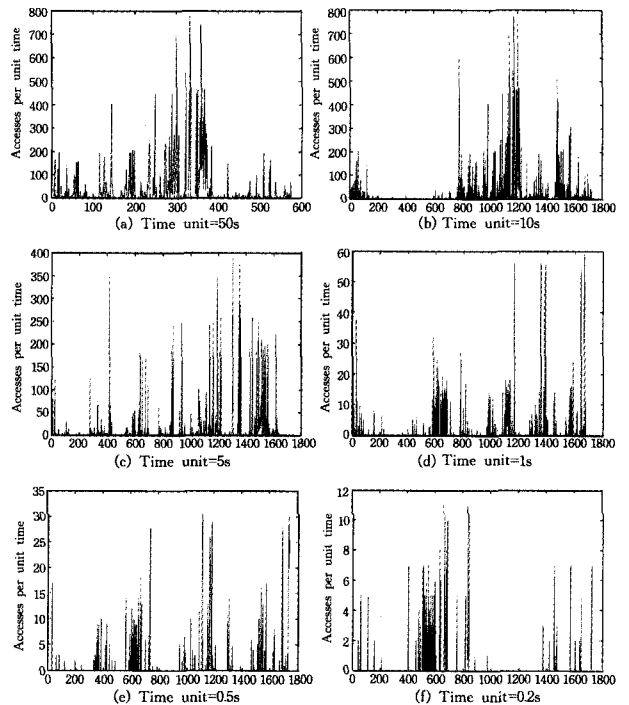 Accesses per unit time
800
700
600
500
400
300
200
100
0
0 100 200 300 400 500 600
(a) Time unit=50s
Accesses per unit time
800
700
600
500
400
300
200
100
0
0 200 400 600 800 1000 1200 1400 1600 1800
(b) Time unit=10s
Accesses per unit time
400
350
300
250
200
150
100
50
0
0 200 400 600 800 1000 1200 1400 1600 1800
(c) Time unit=5s
Accesses per unit time
60
50
40
30
20
10
0
0 200 400 600 800 1000 1200 1400 1600 1800
(d) Time unit=1s
Accesses per unit time
35
30
25
20
15
10
5
0
0 200 400 600 800 1000 1200 1400 1600 1800
(e) Time unit=0.5s
Accesses per unit time
12
10
8
6
4
2
0
0 200 400 600 800 1000 1200 1400 1600 1800
(f) Time unit=0.2s